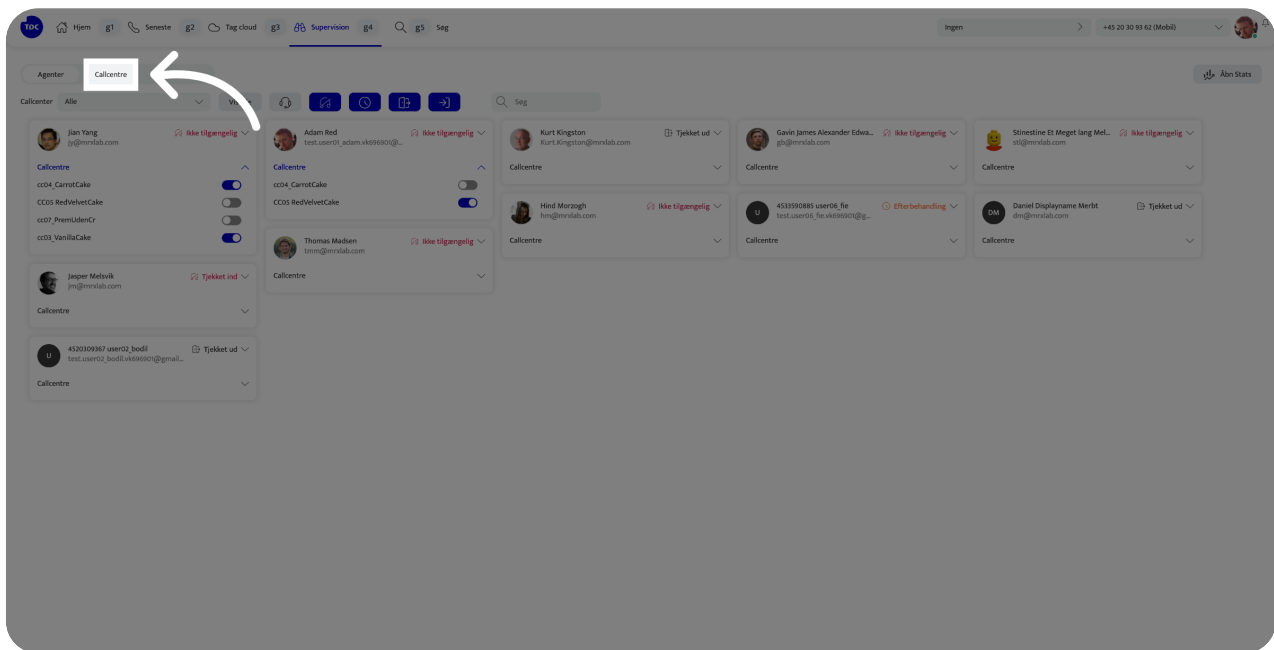 TDC Hjem g1 Seneste g2 Tag cloud g3 Supervision g4 g5 Søg Ingen +45 20 30 93 62 (Mobil)
Agenter Callcentre Åbn Stats
Callcenter Alle Søg
Jian Yang Ikke tilgængelig
jy@mrxlab.com
Callcentre
cc04_CarrotCake
CC05 RedVelvetCake
cc07_PremUdenCr
cc03_VanillaCake
Jasper Melsvik Tjekket ind
jm@mrxlab.com
Callcentre
U 4520309367 user02_bodil Tjekket ud
test.user02_bodil.vk696901@gmail...
Callcentre
Adam Red Ikke tilgængelig
test.user01_adam.vk696901@...
Callcentre
cc04_CarrotCake
CC05 RedVelvetCake
Thomas Madsen Ikke tilgængelig
tmm@mrxlab.com
Callcentre
Kurt Kingston Tjekket ud
Kurt.Kingston@mrxlab.com
Callcentre
Hind Morzogh Ikke tilgængelig
hm@mrxlab.com
Callcentre
Gavin James Alexander Edwa... Ikke tilgængelig
gb@mrxlab.com
Callcentre
U 4533590885 user06_fie Efterbehandling
test.user06_fie.vk696901@g...
Callcentre
Stinestine Et Meget lang Mel... Ikke tilgængelig
stl@mrxlab.com
Callcentre
DM Daniel Displayname Merbt Tjekket ud
dm@mrxlab.com
Callcentre